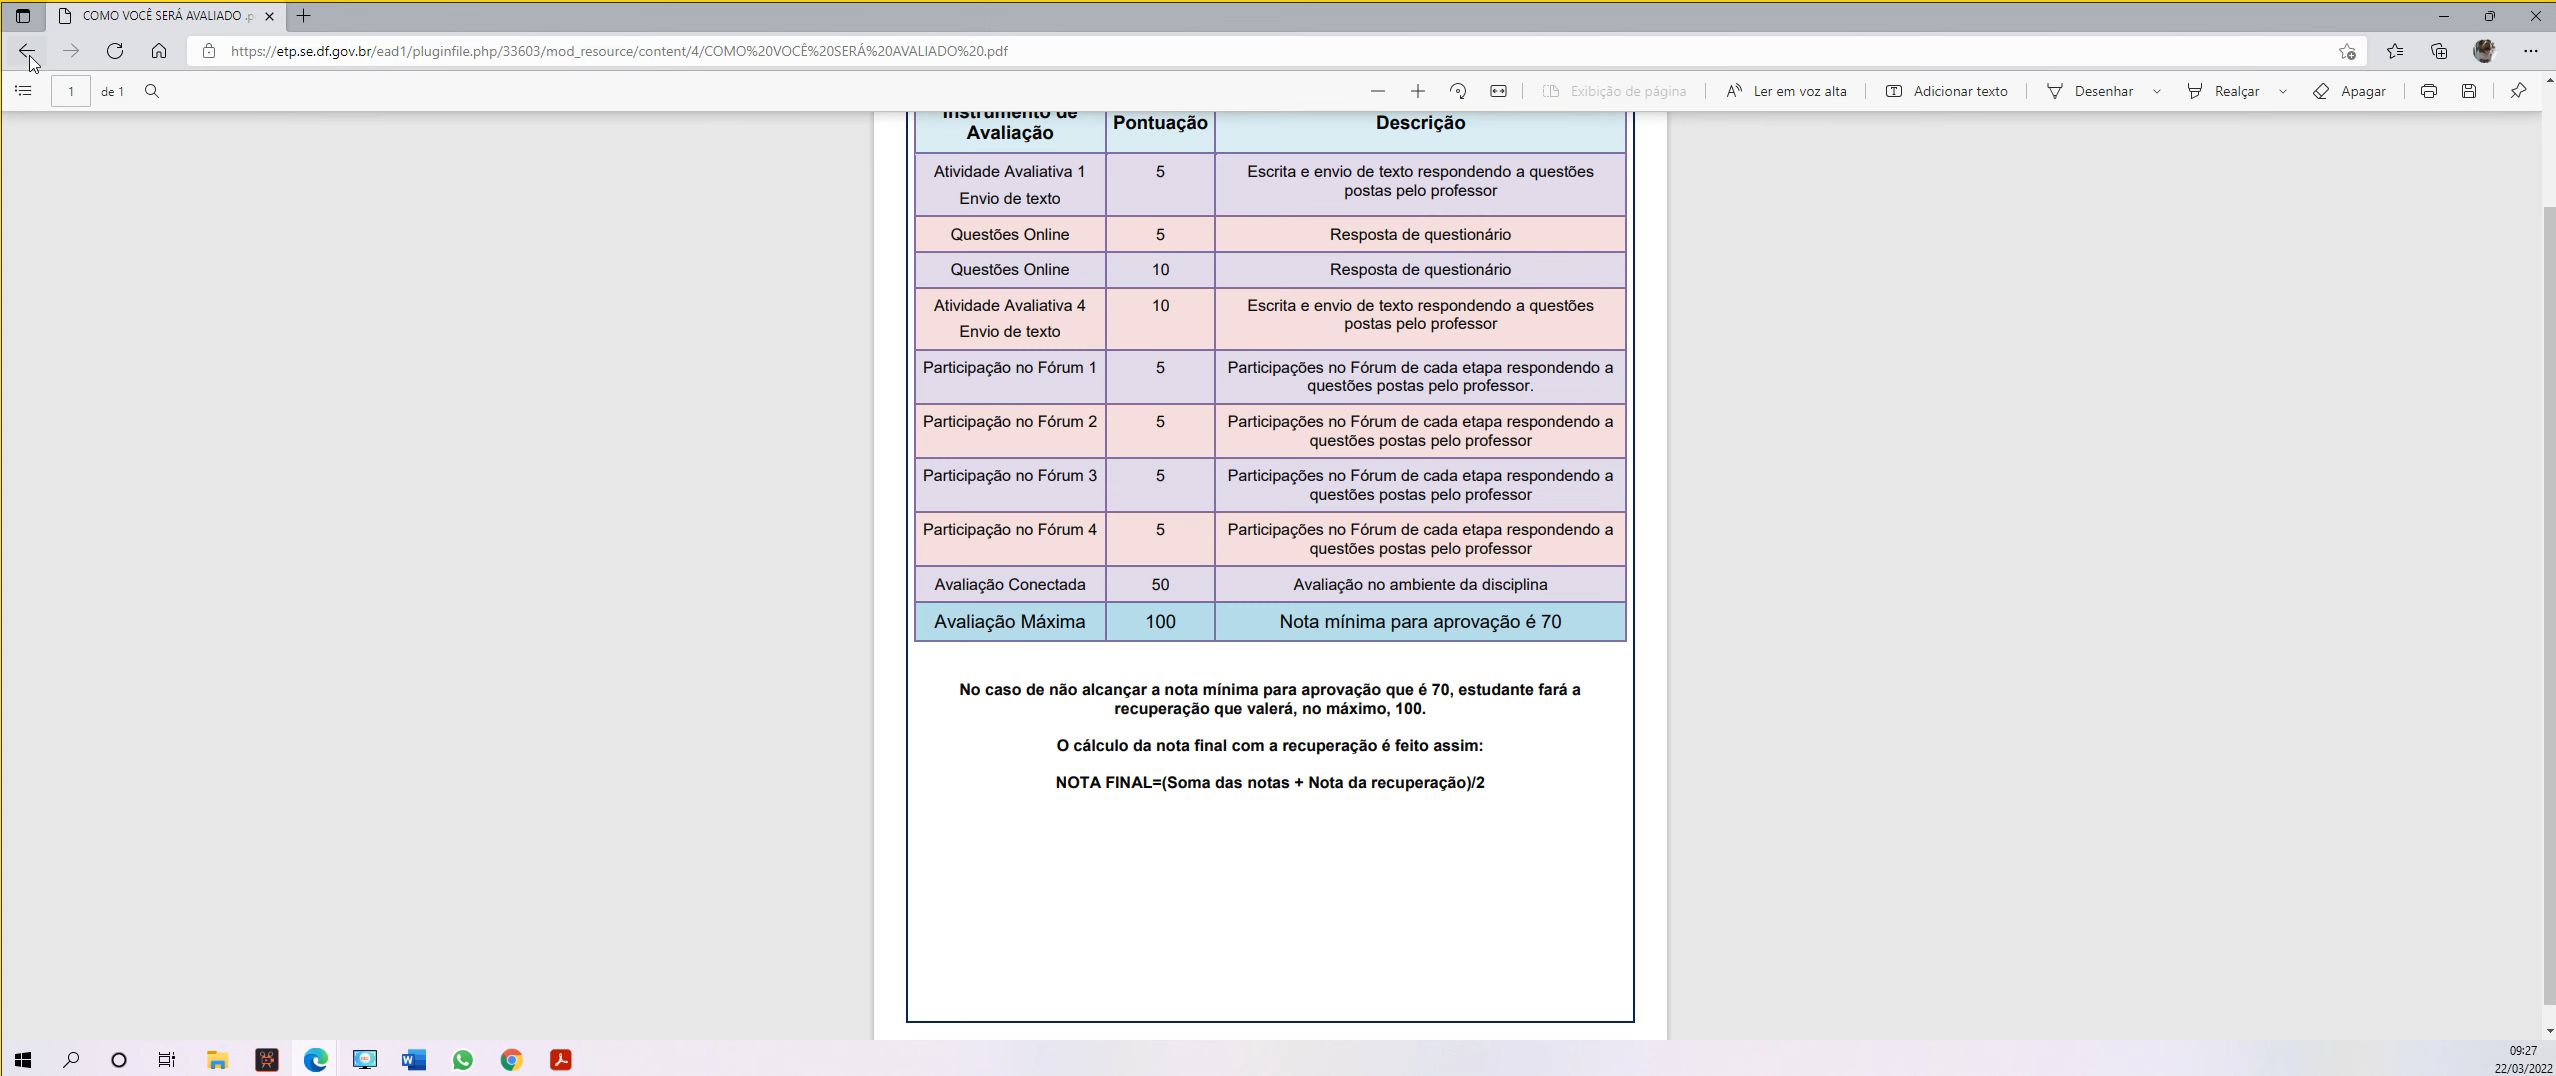 COMO VOCÊ SERÁ AVALIADO .p
https://etp.se.df.gov.br/ead1/pluginfile.php/33603/mod_resource/content/4/COMO%20VOCÊ%20SERÁ%20AVALIADO%20.pdf
1 de 1 Exibição de página Ler em voz alta Adicionar texto Desenhar Realçar Apagar
Instrumento de
Avaliação Pontuação Descrição
Atividade Avaliativa 1 5 Escrita e envio de texto respondendo a questões
postas pelo professor
Envio de texto
Questões Online 5 Resposta de questionário
Questões Online 10 Resposta de questionário
Atividade Avaliativa 4 10 Escrita e envio de texto respondendo a questões
postas pelo professor
Envio de texto
Participação no Fórum 1 5 Participações no Fórum de cada etapa respondendo a
questões postas pelo professor.
Participação no Fórum 2 5 Participações no Fórum de cada etapa respondendo a
questões postas pelo professor
Participação no Fórum 3 5 Participações no Fórum de cada etapa respondendo a
questões postas pelo professor
Participação no Fórum 4 5 Participações no Fórum de cada etapa respondendo a
questões postas pelo professor
Avaliação Conectada 50 Avaliação no ambiente da disciplina
Avaliação Máxima 100 Nota mínima para aprovação é 70
No caso de não alcançar a nota mínima para aprovação que é 70, estudante fará a
recuperação que valerá, no máximo, 100.
O cálculo da nota final com a recuperação é feito assim:
NOTA FINAL=(Soma das notas + Nota da recuperação)/2
09:27
22/03/2022